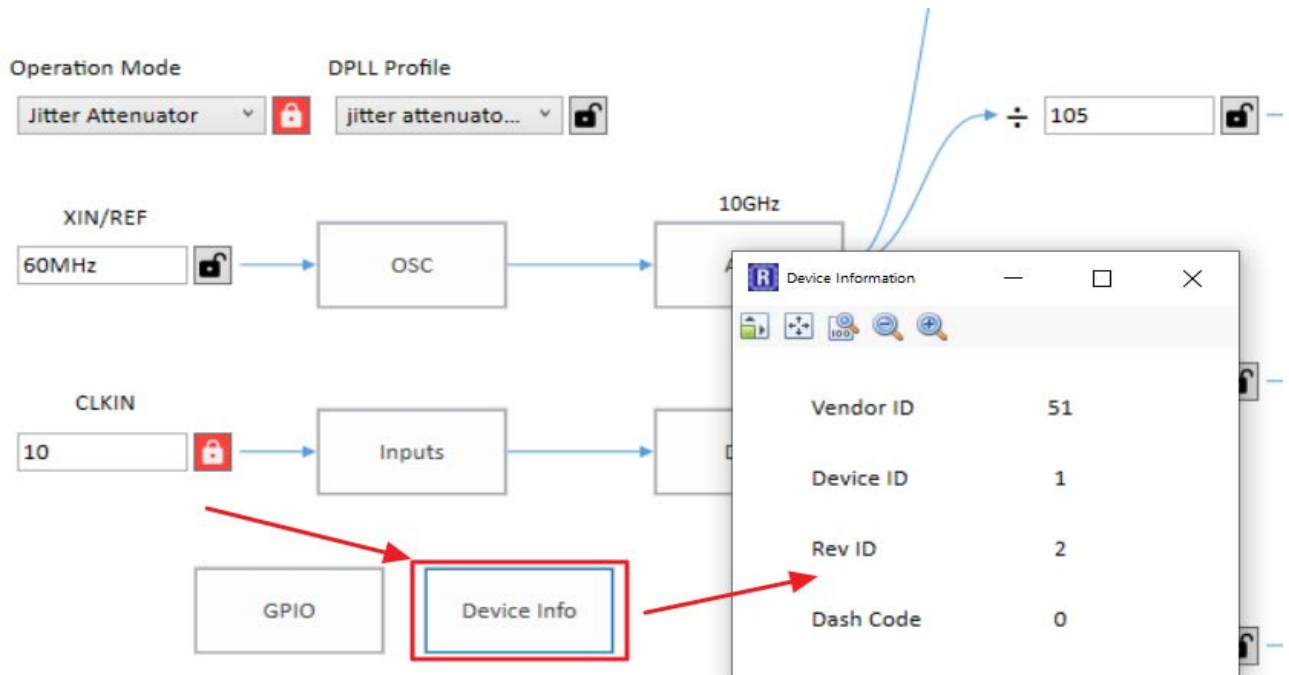 Operation Mode
DPLL Profile
Jitter Attenuator
jitter attenuato...
÷ 105
XIN/REF
60MHz
OSC
10GHz
A
R Device Information
100
CLKIN
10
Inputs
D
Vendor ID 51
Device ID 1
Rev ID 2
Dash Code 0
GPIO
Device Info